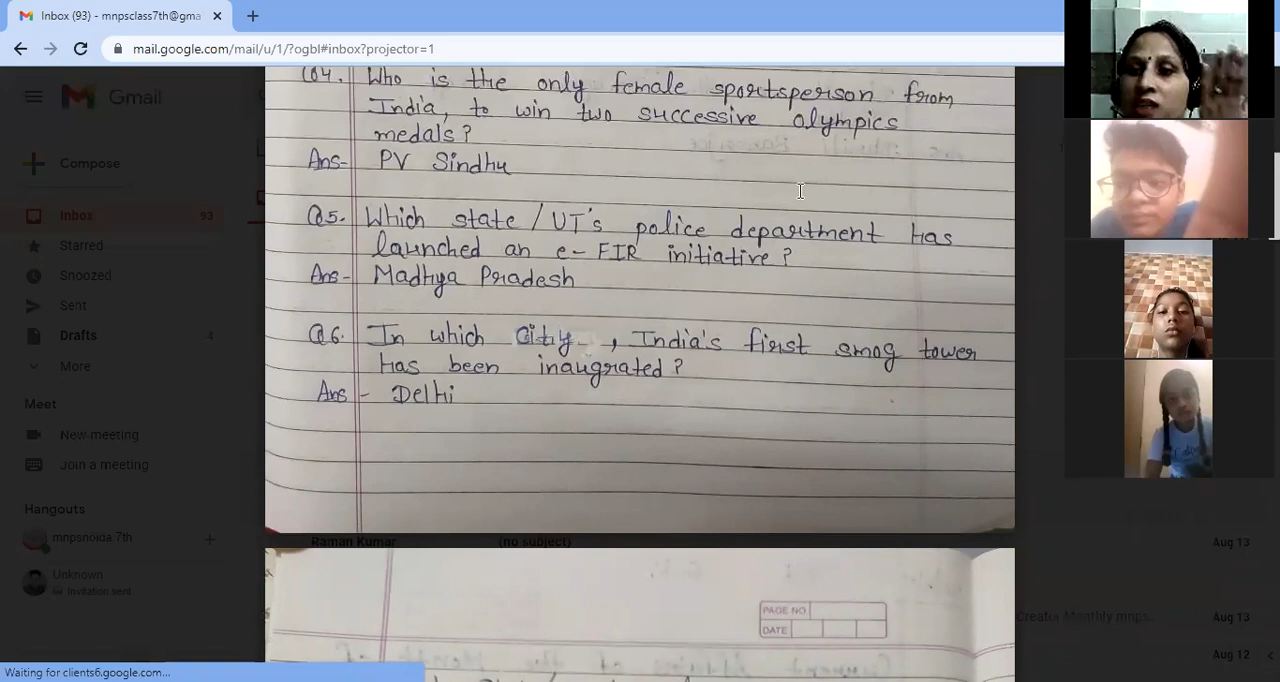 Inbox (93) - mnpsclass7th@gma
mail.google.com/mail/u/1/?ogbl#inbox?projector=1
Gmail
Compose
Inbox 93
Starred
Snoozed
Sent
Drafts 4
More
Meet
New meeting
Join a meeting
Hangouts
mnpsnoida 7th
Unknown
Invitation sent
Q4. Who is the only female sportsperson from
India, to win two successive olympics
medals?
Ans- PV Sindhu
Q5. Which state/UT's police department has
launched an e-FIR initiative?
Ans- Madhya Pradesh
Q6. In which City , India's first smog tower
has been inaugrated?
Ans - Delhi
Raman Kumar (no subject) Aug 13
PAGE NO
DATE
Monthly mnps... Aug 13
Aug 12
Waiting for clients6.google.com...